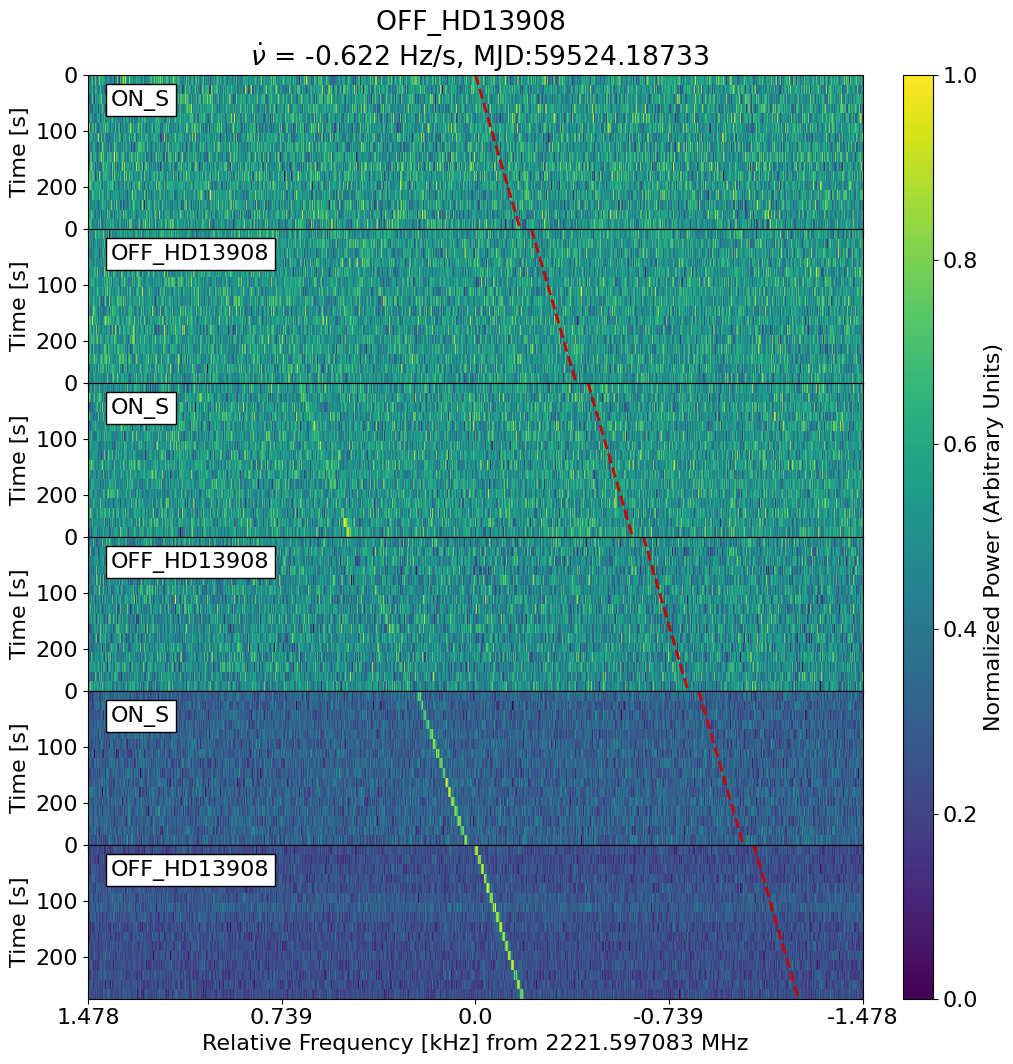 OFF_HD13908
ν̇ = -0.622 Hz/s, MJD:59524.18733
0
100
200
Time [s]
ON_S
0
100
200
Time [s]
OFF_HD13908
0
100
200
Time [s]
ON_S
0
100
200
Time [s]
OFF_HD13908
0
100
200
Time [s]
ON_S
0
100
200
Time [s]
OFF_HD13908
1.478 0.739 0.0 -0.739 -1.478
Relative Frequency [kHz] from 2221.597083 MHz
1.0
0.8
0.6
0.4
0.2
0.0
Normalized Power (Arbitrary Units)